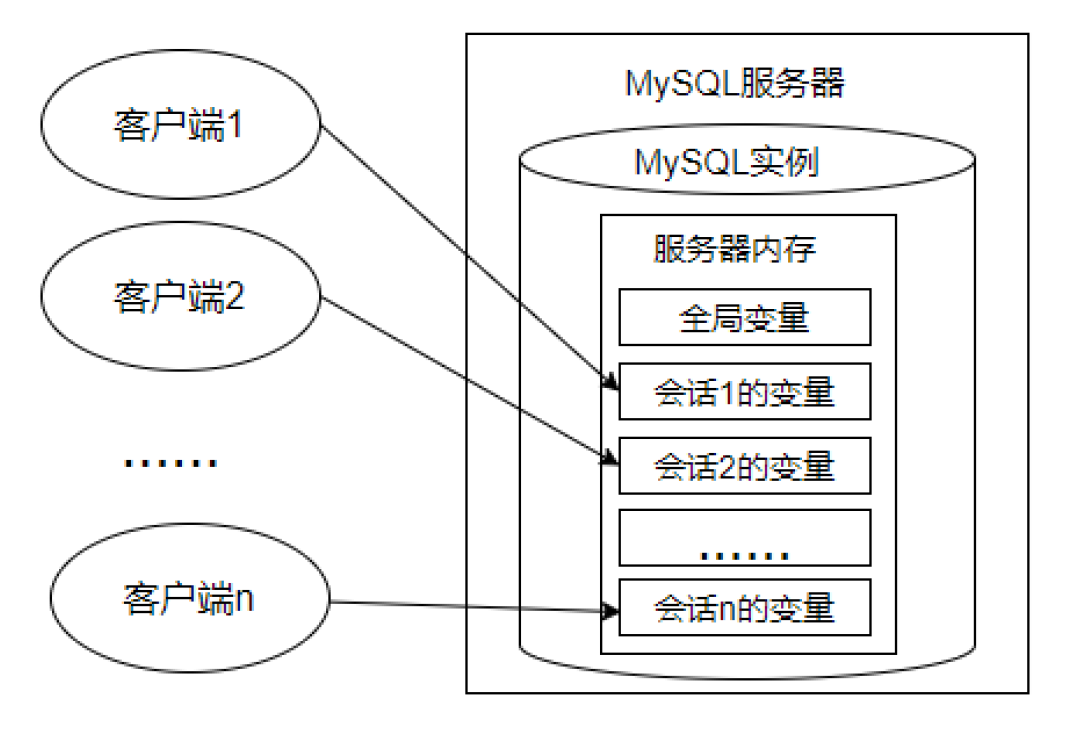 客户端1
客户端2
......
客户端n
MySQL服务器
MySQL实例
服务器内存
全局变量
会话1的变量
会话2的变量
......
会话n的变量